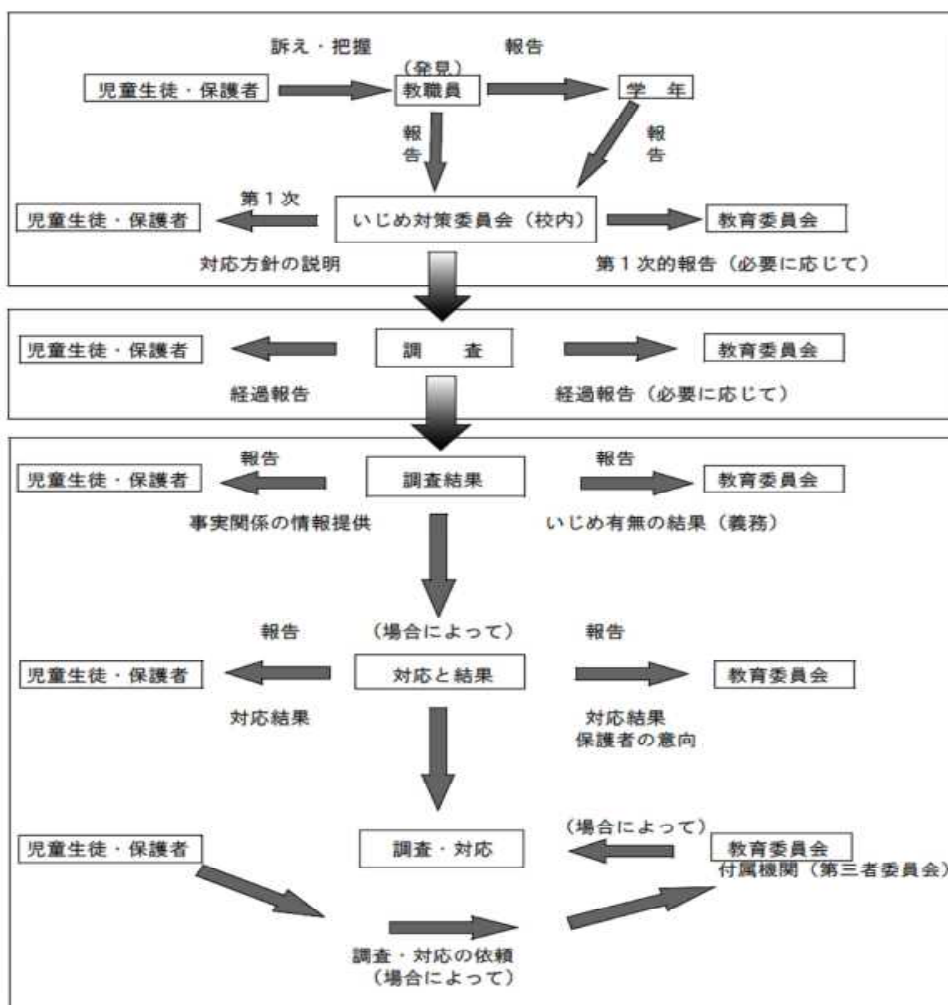 訴え・把握
報告
(発見)
児童生徒・保護者
教職員
学　年
報告
報告
第１次
児童生徒・保護者
いじめ対策委員会（校内）
教育委員会
対応方針の説明
第１次的報告（必要に応じて）
児童生徒・保護者
調　　査
教育委員会
経過報告
経過報告（必要に応じて）
報告
報告
児童生徒・保護者
調査結果
教育委員会
事実関係の情報提供
いじめ有無の結果（義務）
報告
（場合によって）
報告
児童生徒・保護者
対応と結果
教育委員会
対応結果
対応結果
保護者の意向
（場合によって）
児童生徒・保護者
調査・対応
教育委員会
付属機関（第三者委員会）
調査・対応の依頼
（場合によって）